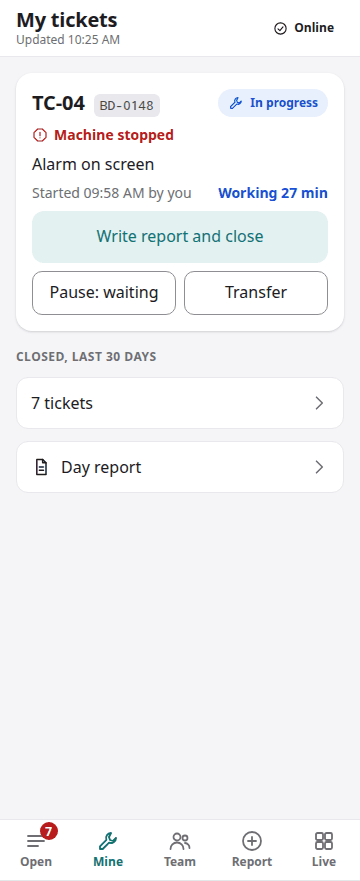 My tickets
Updated 10:25 AM
Online
TC-04 BD-0148 In progress
Machine stopped
Alarm on screen
Started 09:58 AM by you Working 27 min
Write report and close
Pause: waiting Transfer
CLOSED, LAST 30 DAYS
7 tickets
Day report
7
Open Mine Team Report Live